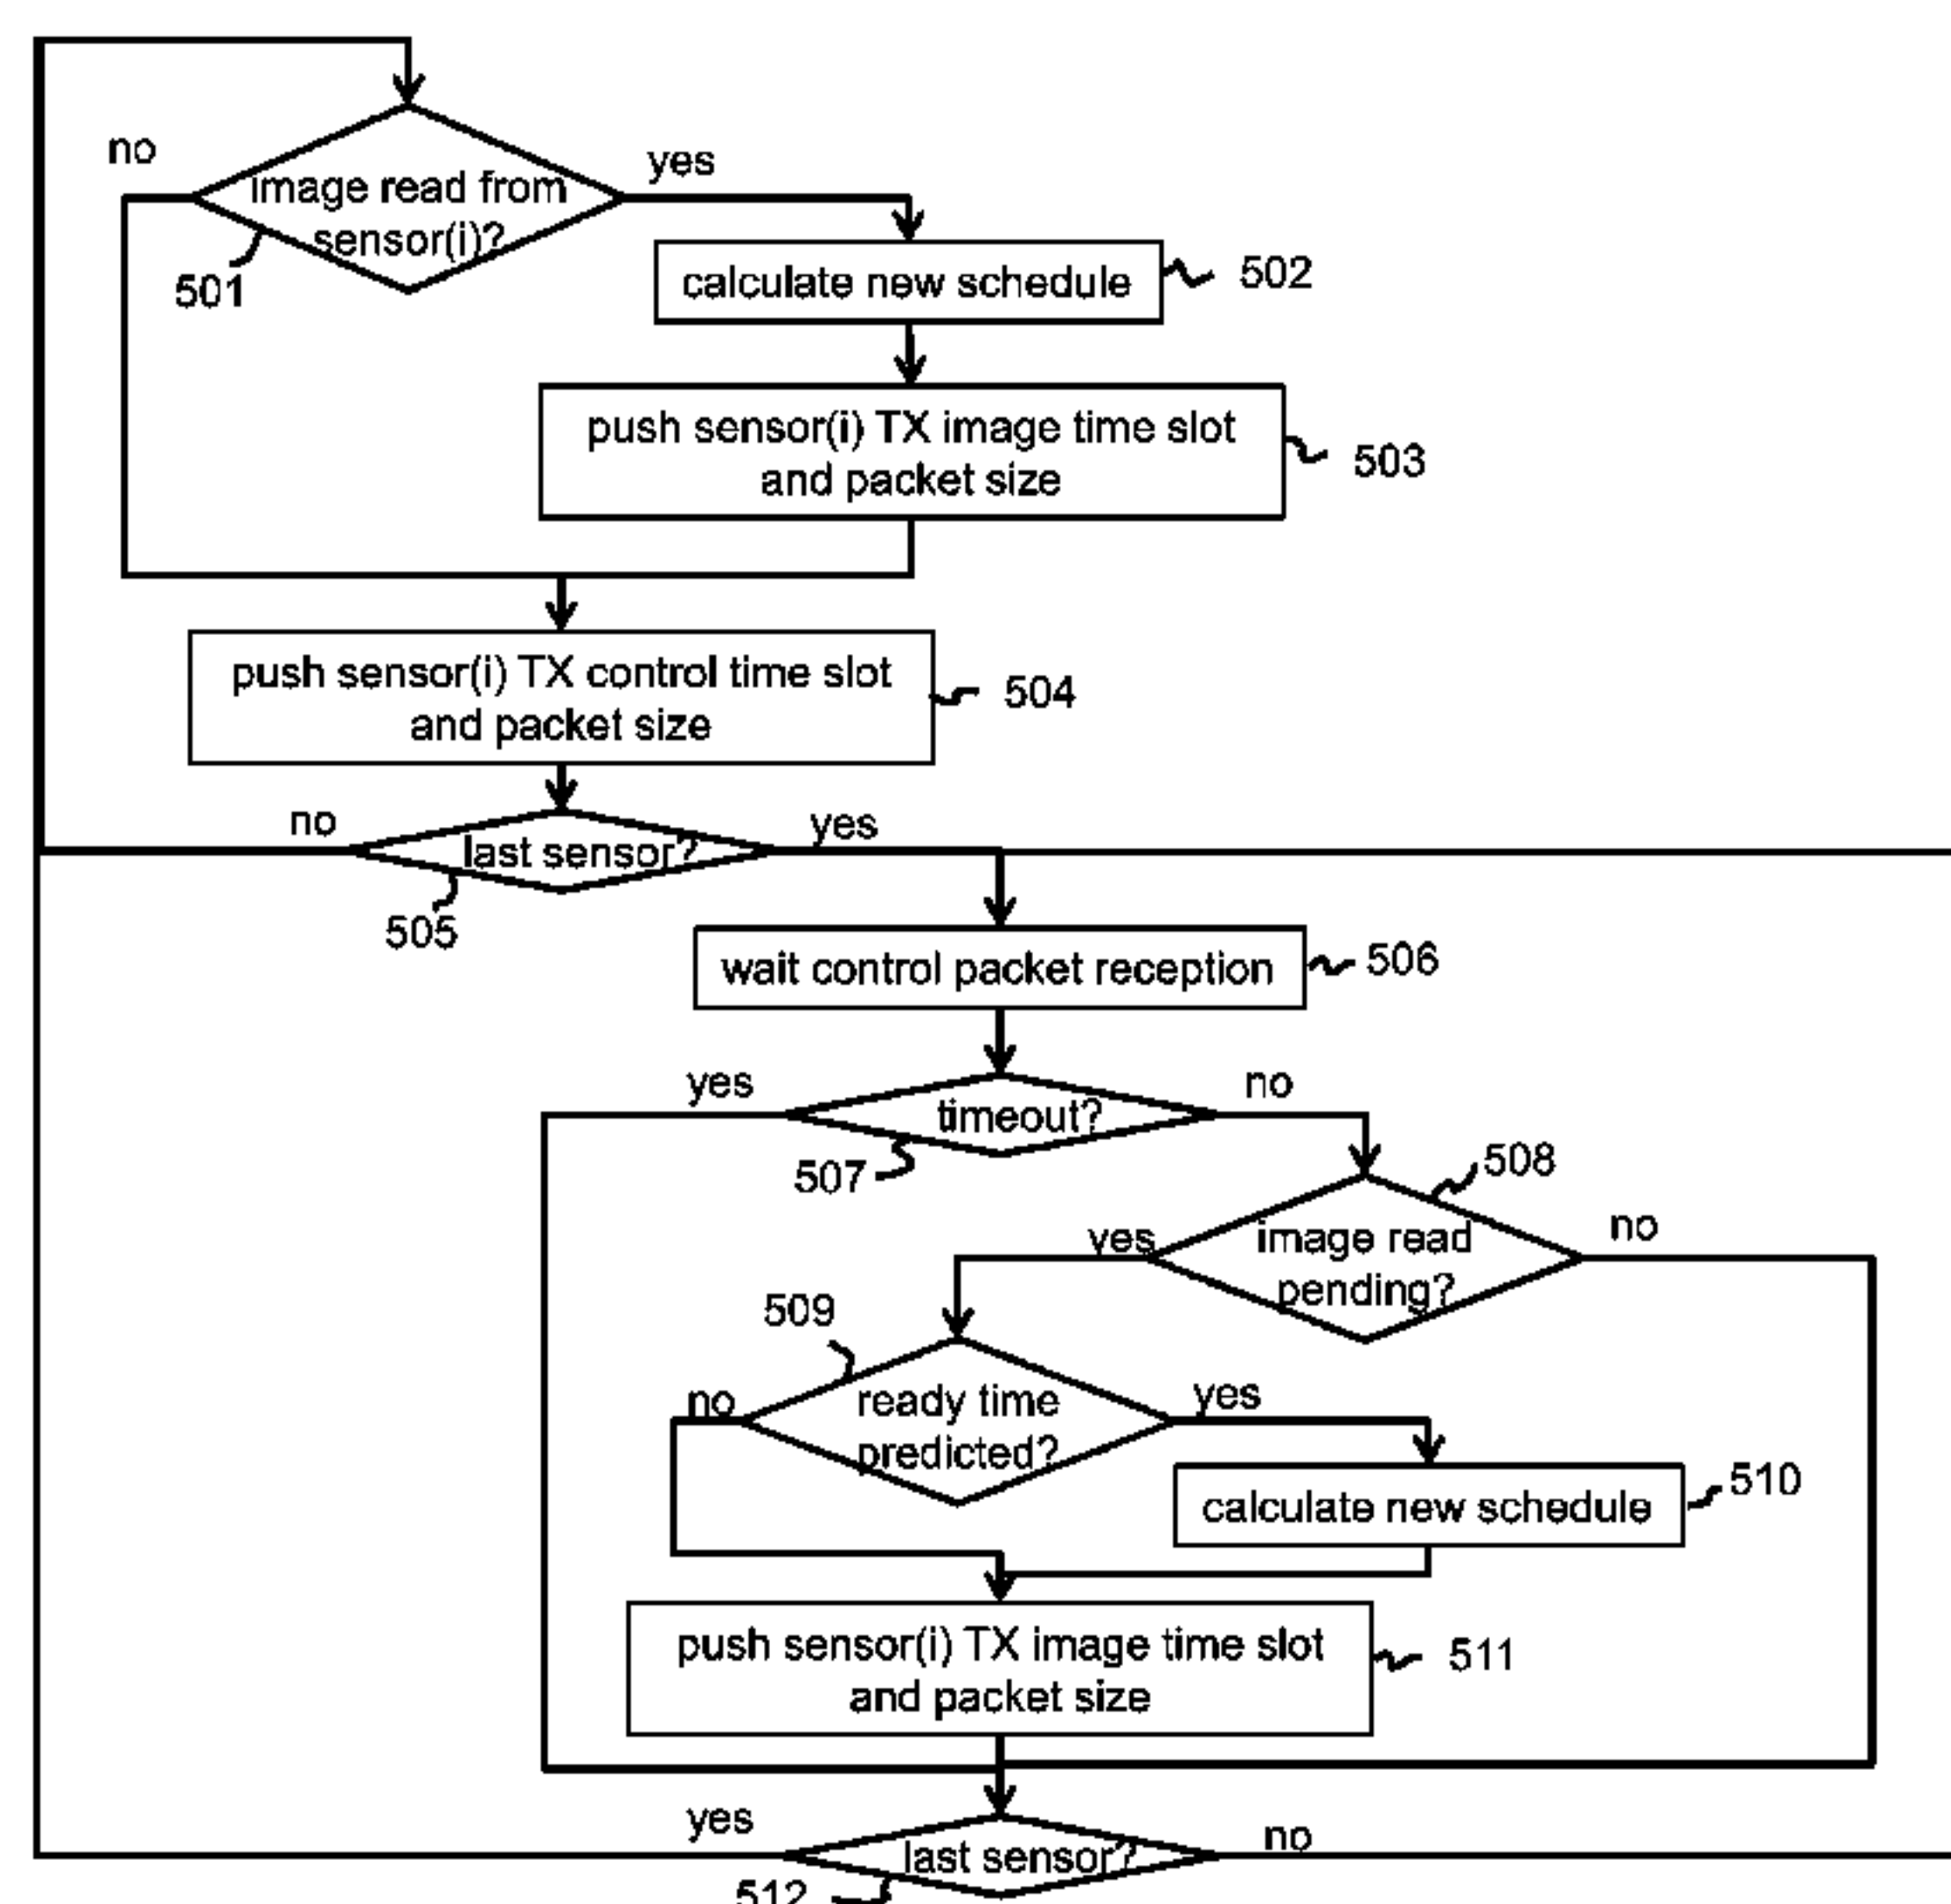 no
yes
image read from
sensor(i)?
501
calculate new schedule
502
push sensor(i) TX image time slot
and packet size
503
push sensor(i) TX control time slot
and packet size
504
no
yes
last sensor?
505
wait control packet reception
506
yes
no
timeout?
507
508
yes
image read
pending?
no
509
no
ready time
predicted?
yes
calculate new schedule
510
push sensor(i) TX image time slot
and packet size
511
yes
no
last sensor?
512